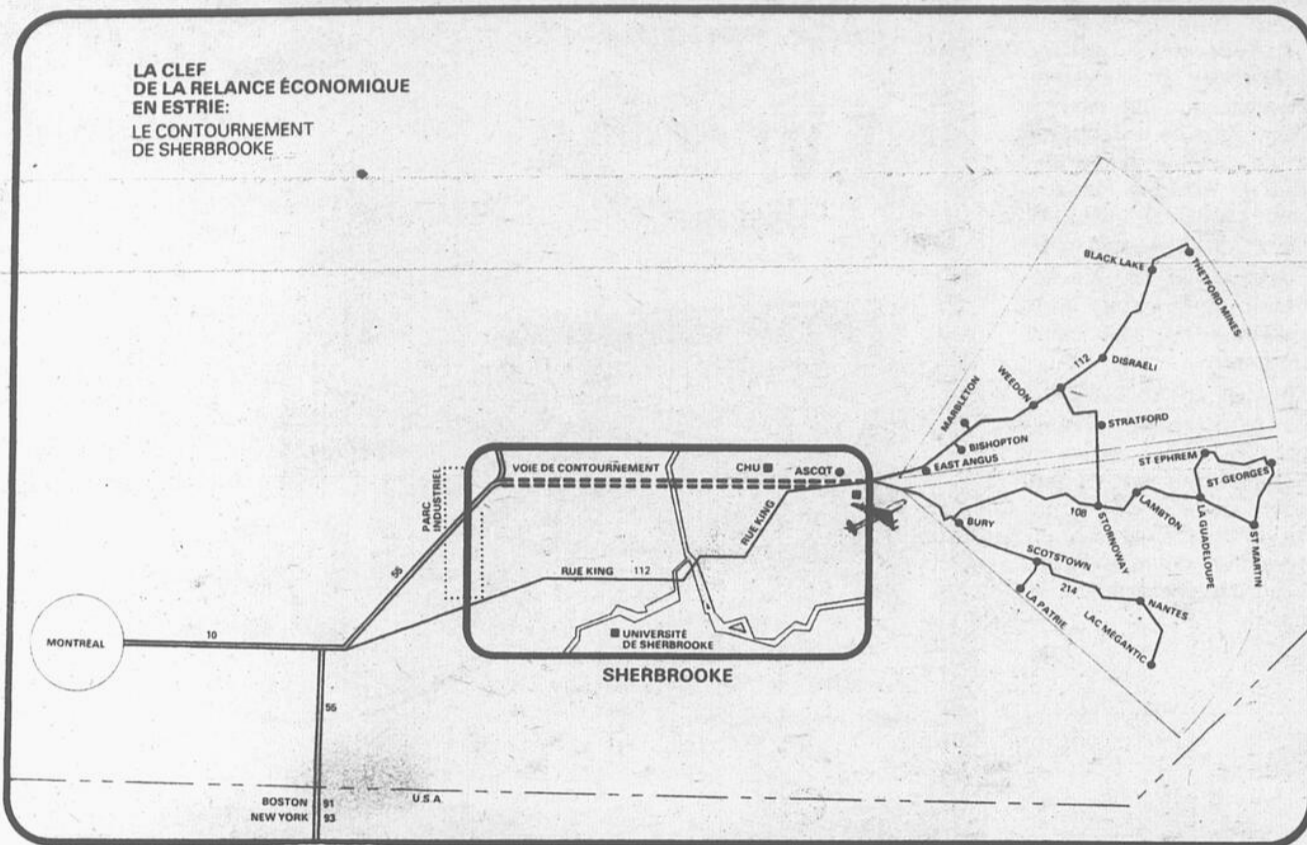 LA CLEF
DE LA RELANCE ÉCONOMIQUE
EN ESTRIE:
LE CONTOURNEMENT
DE SHERBROOKE
BLACK LAKE
THETFORD MINES
112
DISRAELI
WEEDON
MARBLETON
STRATFORD
BISHOPTON
EAST ANGUS
ST EPHREM
ST GEORGES
VOIE DE CONTOURNEMENT
CHU
ASCOT
PARC
INDUSTRIEL
RUE KING
BURY
108
STORNOWAY
LAMBTON
LA GUADELOUPE
ST MARTIN
55
RUE KING 112
SCOTSTOWN
214
LA PATRIE
NANTES
LAC MÉGANTIC
MONTRÉAL
10
UNIVERSITÉ
DE SHERBROOKE
SHERBROOKE
55
U.S.A.
BOSTON 91
NEW YORK 93